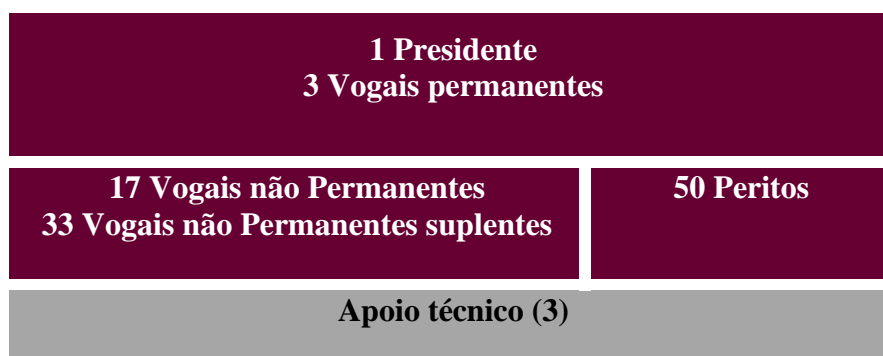 1 Presidente
3 Vogais permanentes
17 Vogais não Permanentes
33 Vogais não Permanentes suplentes
50 Peritos
Apoio técnico (3)